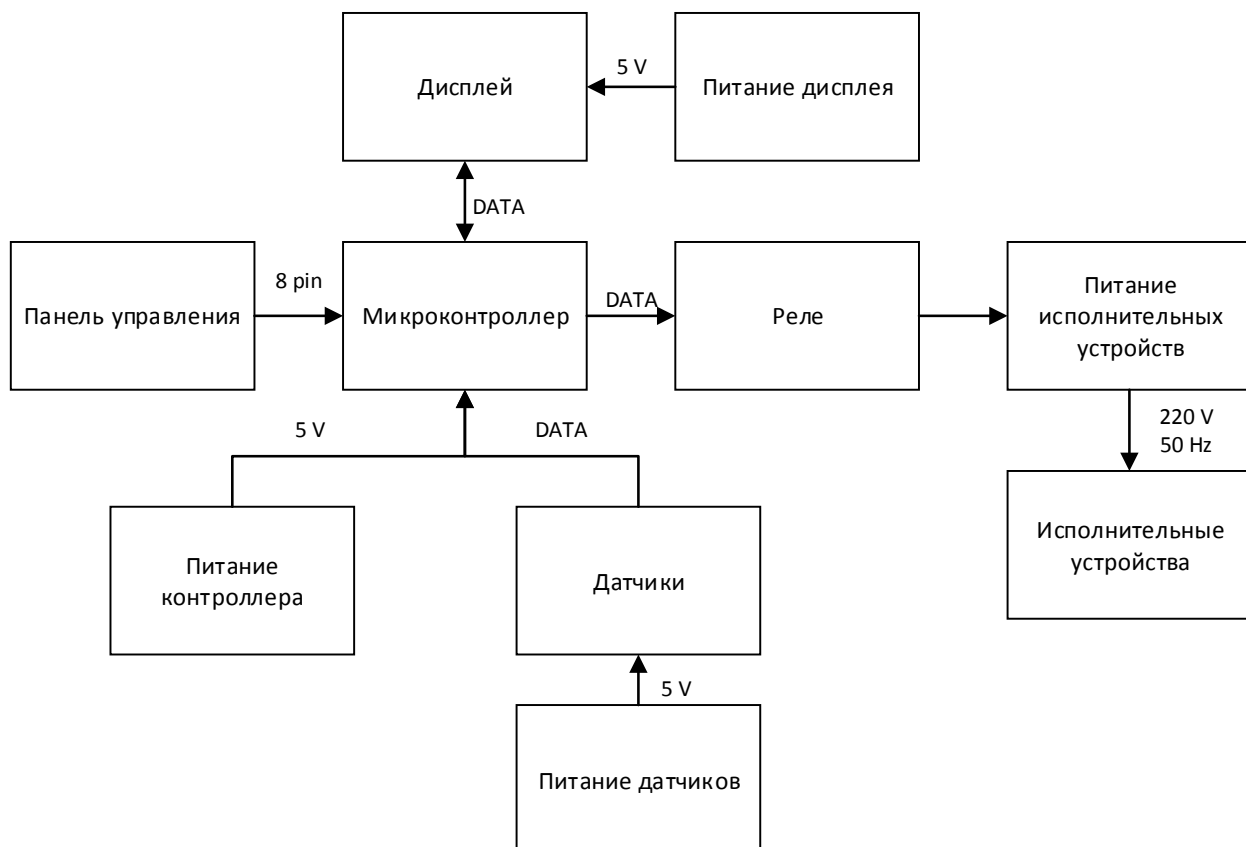 Дисплей
5 V
Питание дисплея
DATA
Панель управления
8 pin
Микроконтроллер
DATA
Реле
Питание
исполнительных
устройств
5 V
DATA
220 V
50 Hz
Питание
контроллера
Датчики
Исполнительные
устройства
5 V
Питание датчиков